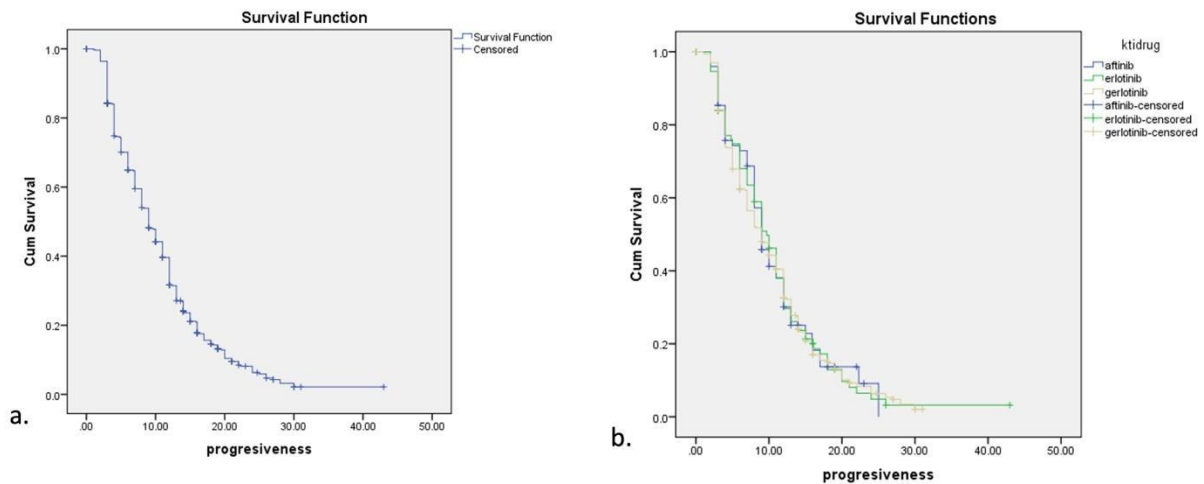 Survival Function
Survival Function
Censored
1.0
0.8
0.6
0.4
0.2
0.0
Cum Survival
.00 10.00 20.00 30.00 40.00 50.00
progresiveness
a.
Survival Functions
ktidrug
aftinib
erlotinib
gerlotinib
aftinib-censored
erlotinib-censored
gerlotinib-censored
1.0
0.8
0.6
0.4
0.2
0.0
Cum Survival
.00 10.00 20.00 30.00 40.00 50.00
progresiveness
b.